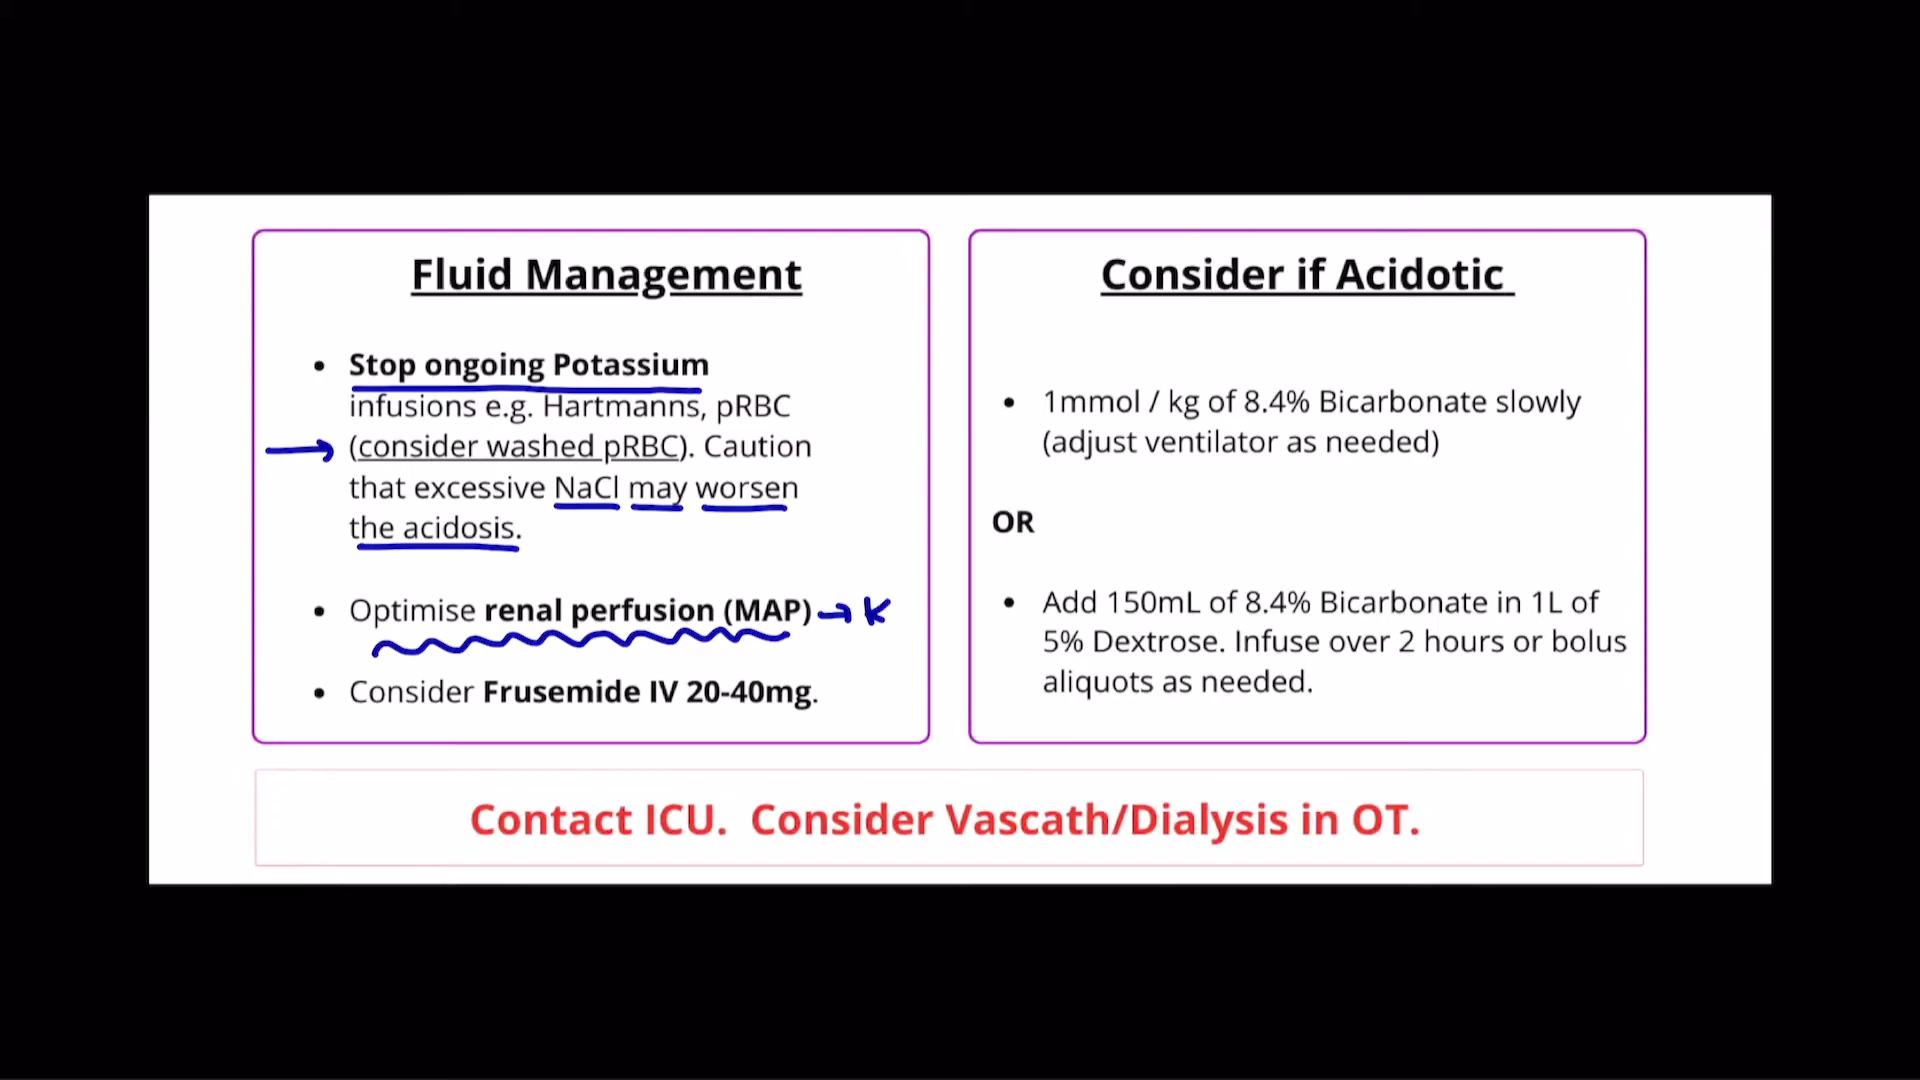 Fluid Management
• Stop ongoing Potassium
infusions e.g. Hartmanns, pRBC
(consider washed pRBC). Caution
that excessive NaCl may worsen
the acidosis.
• Optimise renal perfusion (MAP) → K
• Consider Frusemide IV 20-40mg.
Consider if Acidotic
• 1mmol / kg of 8.4% Bicarbonate slowly
(adjust ventilator as needed)
OR
• Add 150mL of 8.4% Bicarbonate in 1L of
5% Dextrose. Infuse over 2 hours or bolus
aliquots as needed.
Contact ICU. Consider Vascath/Dialysis in OT.